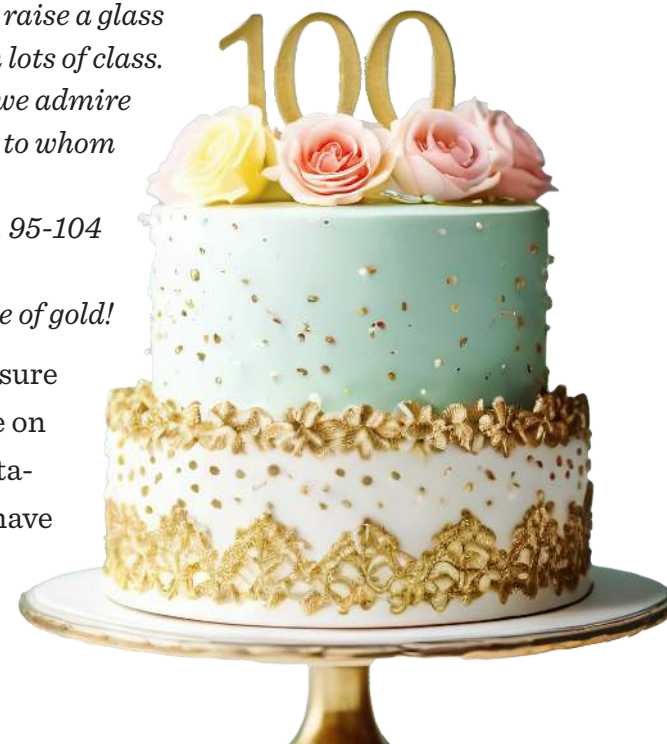 100
raise a glass
lots of class.
we admire
to whom
95-104
e of gold!
sure
e on
ta-
have